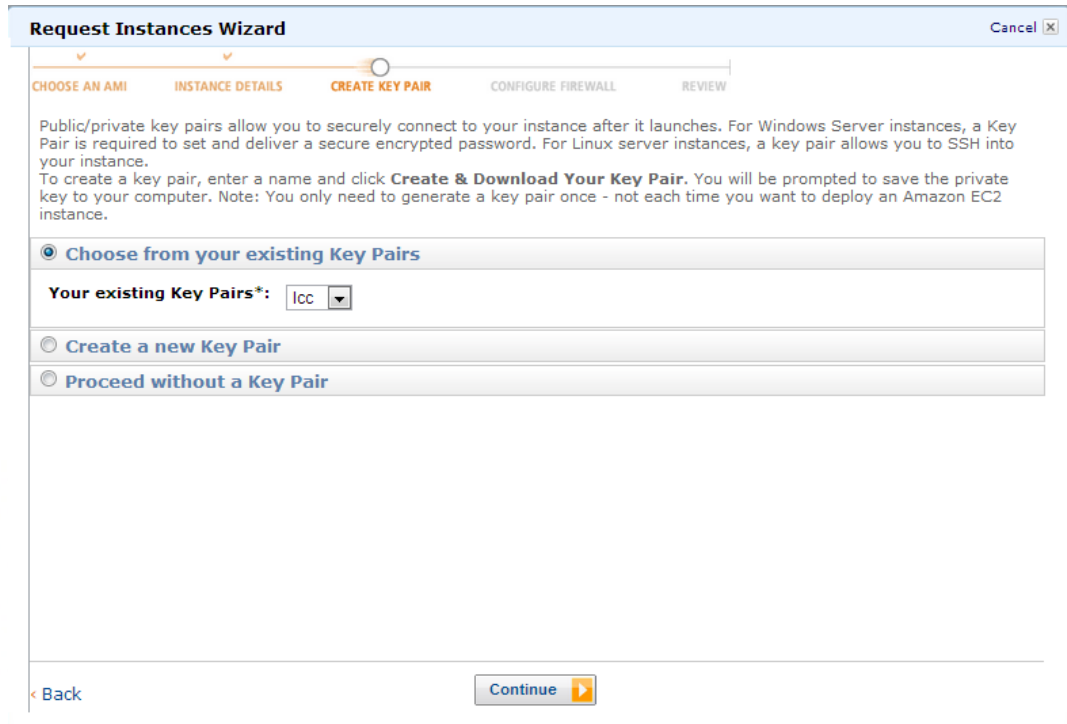 Request Instances Wizard
Cancel
CHOOSE AN AMI
INSTANCE DETAILS
CREATE KEY PAIR
CONFIGURE FIREWALL
REVIEW
Public/private key pairs allow you to securely connect to your instance after it launches. For Windows Server instances, a Key
Pair is required to set and deliver a secure encrypted password. For Linux server instances, a key pair allows you to SSH into
your instance.
To create a key pair, enter a name and click Create & Download Your Key Pair. You will be prompted to save the private
key to your computer. Note: You only need to generate a key pair once - not each time you want to deploy an Amazon EC2
instance.
Choose from your existing Key Pairs
Your existing Key Pairs*: lcc
Create a new Key Pair
Proceed without a Key Pair
< Back
Continue